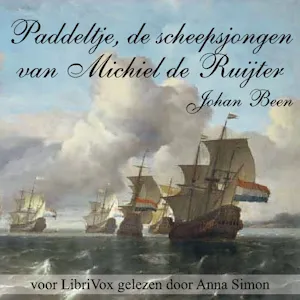 Paddeltje, de scheepsjongen
van Michiel de Ruijter
Johan Been
voor LibriVox gelezen door Anna Simon